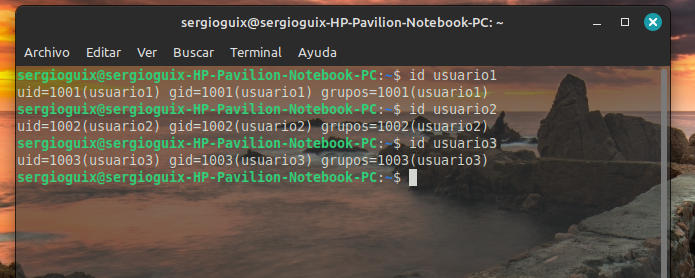 sergioguix@sergioguix-HP-Pavilion-Notebook-PC: ~
Archivo Editar Ver Buscar Terminal Ayuda
sergioguix@sergioguix-HP-Pavilion-Notebook-PC:~$ id usuario1
uid=1001(usuario1) gid=1001(usuario1) grupos=1001(usuario1)
sergioguix@sergioguix-HP-Pavilion-Notebook-PC:~$ id usuario2
uid=1002(usuario2) gid=1002(usuario2) grupos=1002(usuario2)
sergioguix@sergioguix-HP-Pavilion-Notebook-PC:~$ id usuario3
uid=1003(usuario3) gid=1003(usuario3) grupos=1003(usuario3)
sergioguix@sergioguix-HP-Pavilion-Notebook-PC:~$